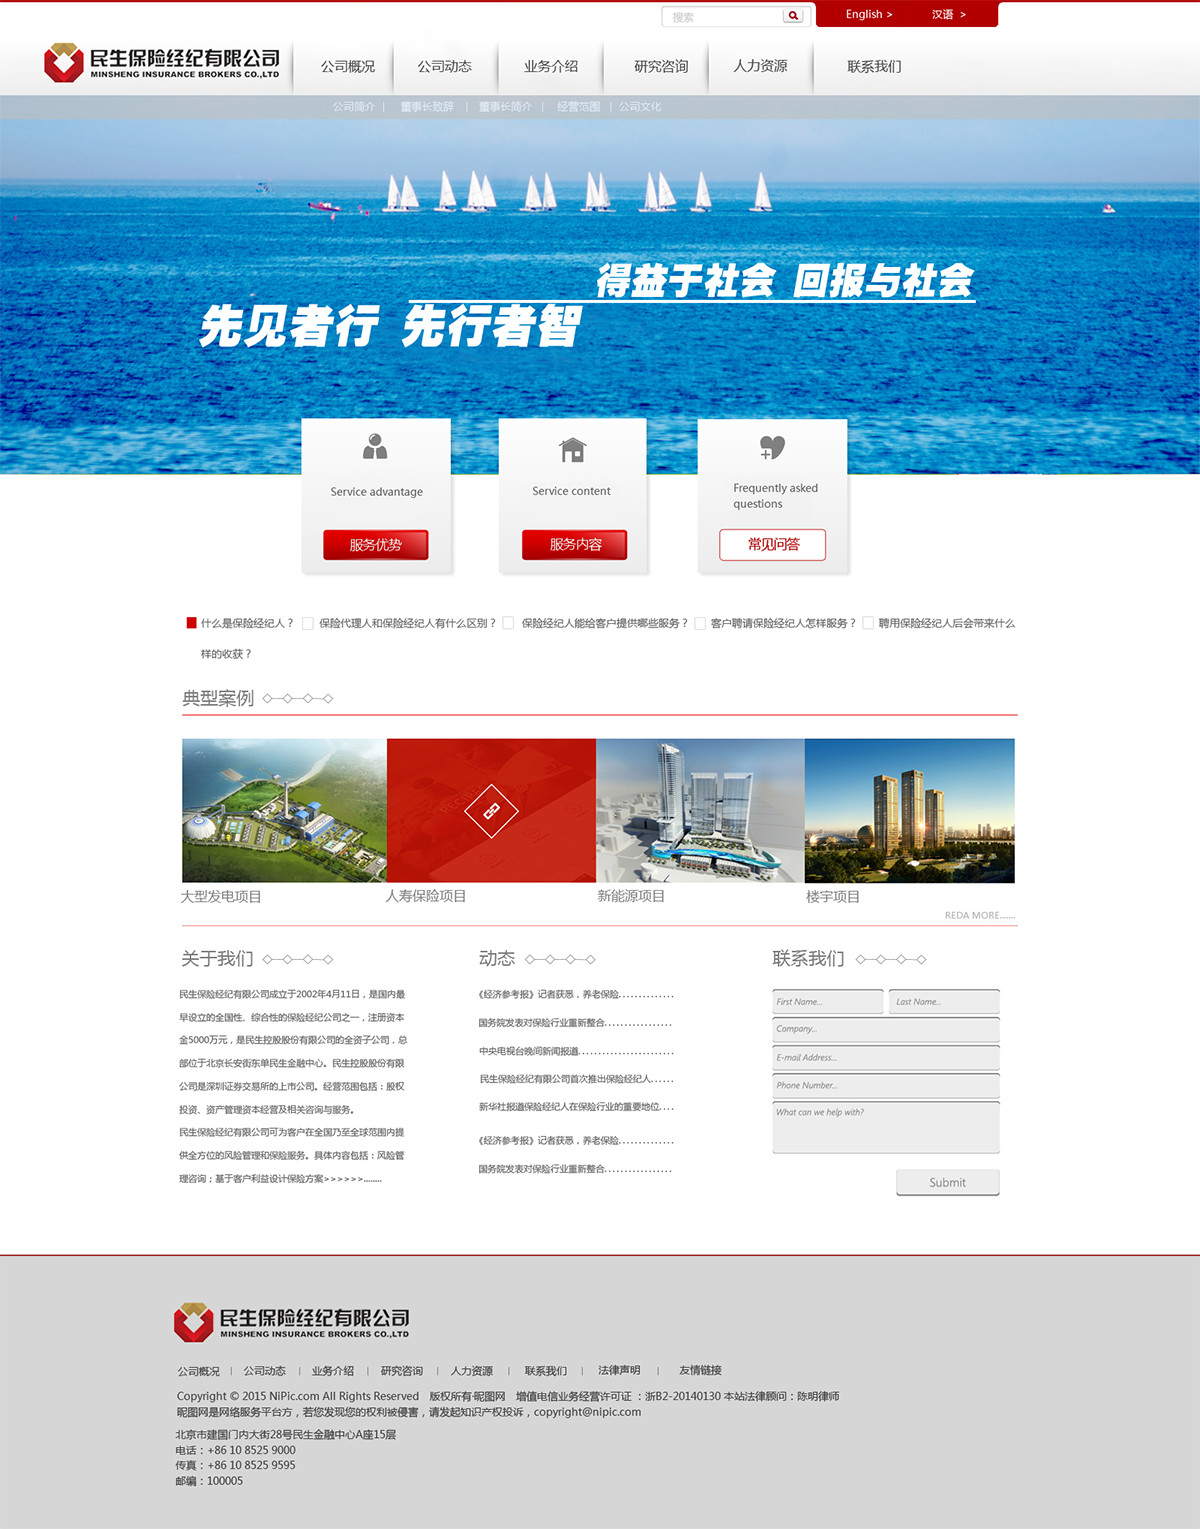 搜索
English >
汉语 >
民生保险经纪有限公司
MINSHENG INSURANCE BROKERS CO.,LTD
公司概况 公司动态 业务介绍 研究咨询 人力资源 联系我们
公司简介 | 董事长致辞 | 董事长简介 | 经营范围 | 公司文化
得益于社会 回报与社会
先见者行 先行者智
Service advantage
服务优势
Service content
服务内容
Frequently asked
questions
常见问答
什么是保险经纪人？ 保险代理人和保险经纪人有什么区别？ 保险经纪人能给客户提供哪些服务？ 客户聘请保险经纪人怎样服务？ 聘用保险经纪人后会带来什么
样的收获？
典型案例
大型发电项目
人寿保险项目
新能源项目
楼宇项目
REDA MORE......
关于我们
民生保险经纪有限公司成立于2002年4月11日，是国内最
早设立的全国性、综合性的保险经纪公司之一，注册资本
金5000万元，是民生控股股份有限公司的全资子公司，总
部位于北京长安街东单民生金融中心。民生控股股份有限
公司是深圳证券交易所的上市公司。经营范围包括：股权
投资、资产管理资本经营及相关咨询与服务。
民生保险经纪有限公司可为客户在全国乃至全球范围内提
供全方位的风险管理和保险服务。具体内容包括：风险管
理咨询；基于客户利益设计保险方案>>>>>>........
动态
《经济参考报》记者获悉，养老保险..............
国务院发表对保险行业重新整合.................
中央电视台晚间新闻报道........................
民生保险经纪有限公司首次推出保险经纪人......
新华社报道保险经纪人在保险行业的重要地位....
《经济参考报》记者获悉，养老保险..............
国务院发表对保险行业重新整合.................
联系我们
First Name...
Last Name...
Company...
E-mail Address...
Phone Number...
What can we help with?
Submit
民生保险经纪有限公司
MINSHENG INSURANCE BROKERS CO.,LTD
公司概况 | 公司动态 | 业务介绍 | 研究咨询 | 人力资源 | 联系我们 | 法律声明 | 友情链接
Copyright © 2015 NiPic.com All Rights Reserved 版权所有·昵图网 增值电信业务经营许可证 ：浙B2-20140130 本站法律顾问：陈明律师
昵图网是网络服务平台方，若您发现您的权利被侵害，请发起知识产权投诉，copyright@nipic.com
北京市建国门内大街28号民生金融中心A座15层
电话：+86 10 8525 9000
传真：+86 10 8525 9595
邮编：100005